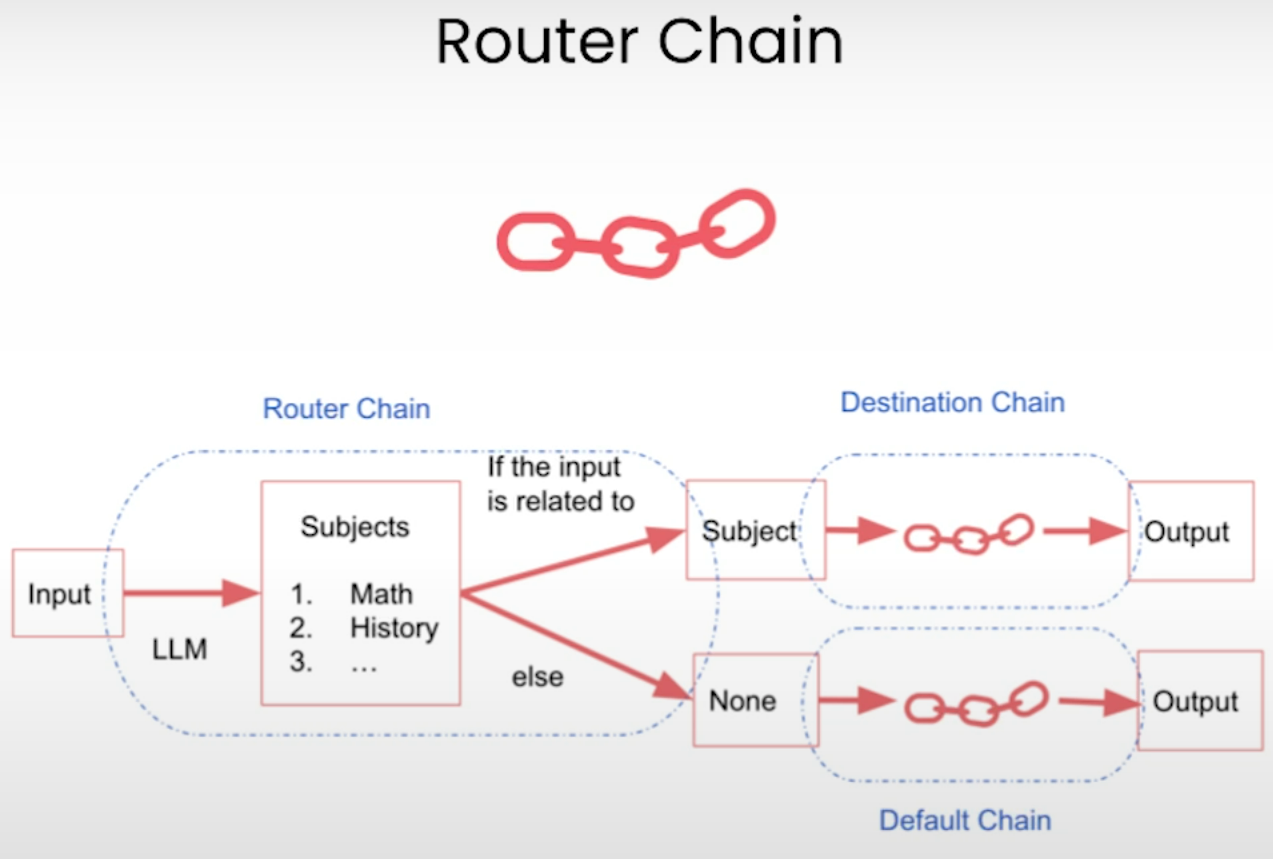 Router Chain
Router Chain
Destination Chain
If the input
is related to
Subjects
1. Math
2. History
3. ...
Input
LLM
else
Subject
Output
None
Output
Default Chain